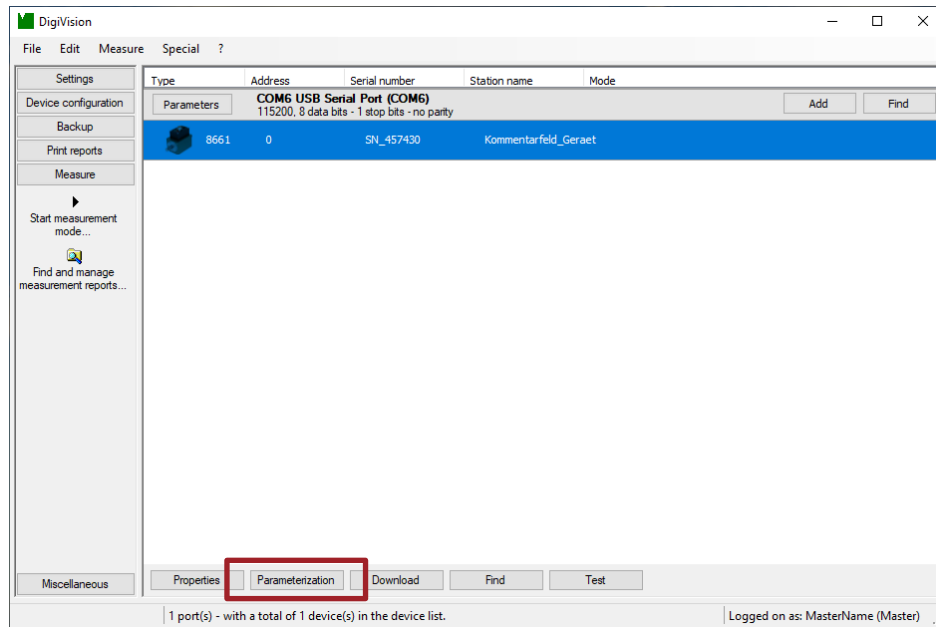 DigiVision
File Edit Measure Special ?
Settings
Device configuration
Backup
Print reports
Measure
Start measurement
mode...
Find and manage
measurement reports...
Miscellaneous
Type Address Serial number Station name Mode
Parameters COM6 USB Serial Port (COM6) Add Find
115200, 8 data bits - 1 stop bits - no parity
8661 0 SN_457430 Kommentarfeld_Geraet
Properties Parameterization Download Find Test
1 port(s) - with a total of 1 device(s) in the device list. Logged on as: MasterName (Master)